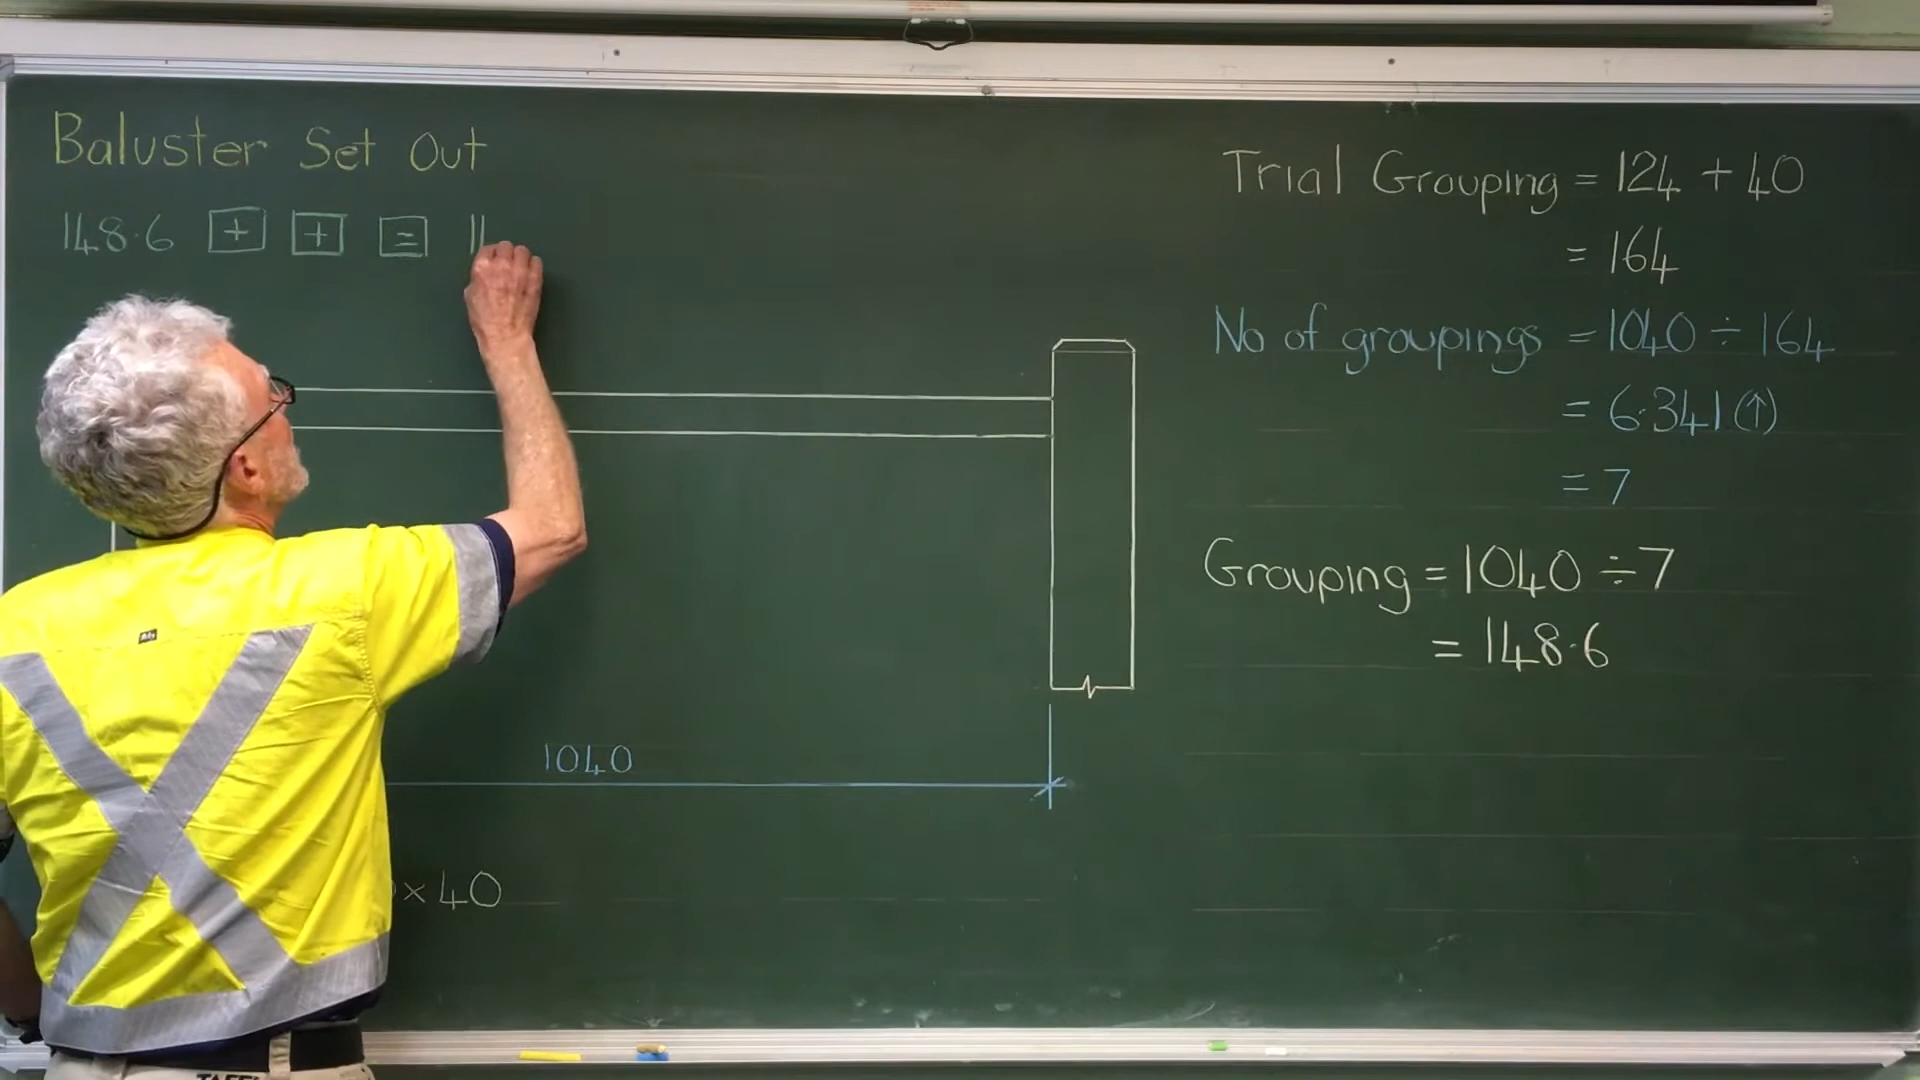 Baluster Set Out
148.6 + + = 14
Trial Grouping = 124 + 40
= 164
No of groupings = 1040 ÷ 164
= 6.341 (↑)
= 7
Grouping = 1040 ÷ 7
= 148.6
1040
× 40